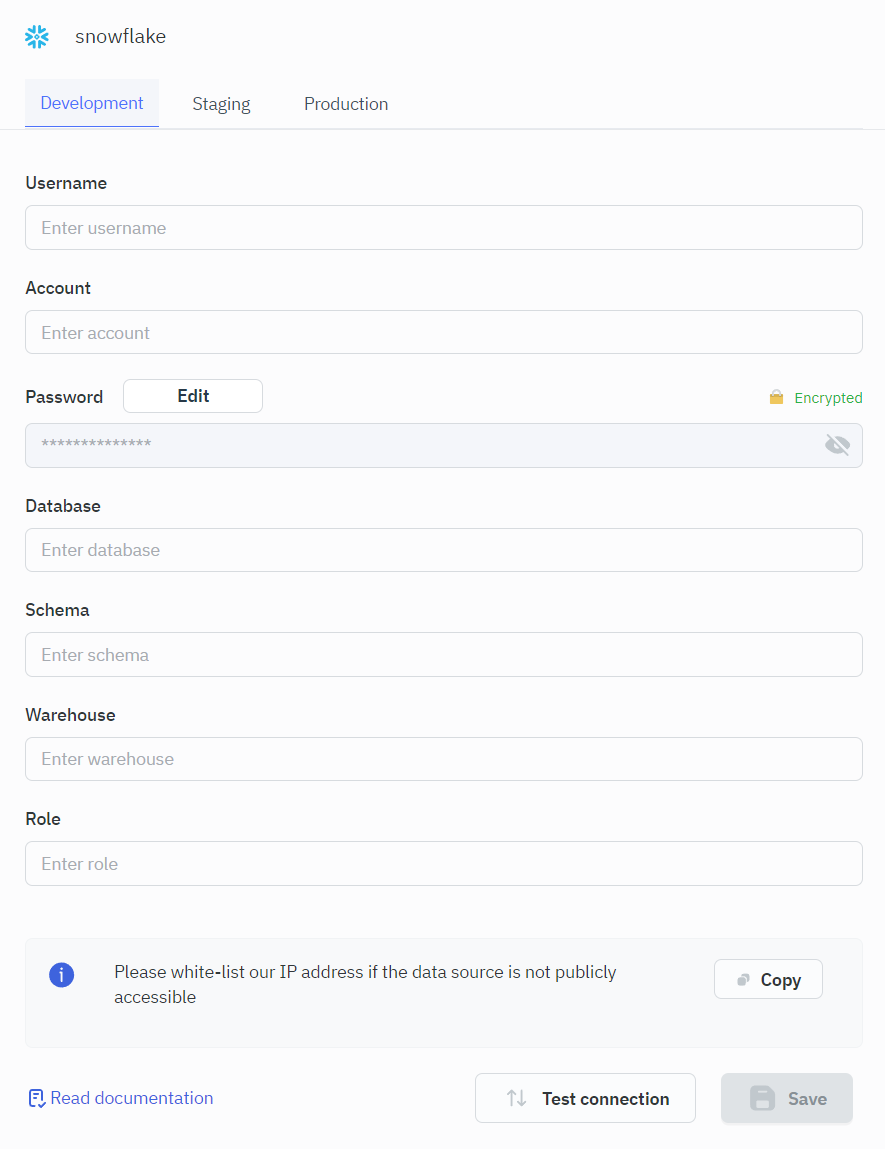 snowflake
Development Staging Production
Username
Enter username
Account
Enter account
Password Edit Encrypted
**************
Database
Enter database
Schema
Enter schema
Warehouse
Enter warehouse
Role
Enter role
Please white-list our IP address if the data source is not publicly
accessible
Copy
Read documentation Test connection Save